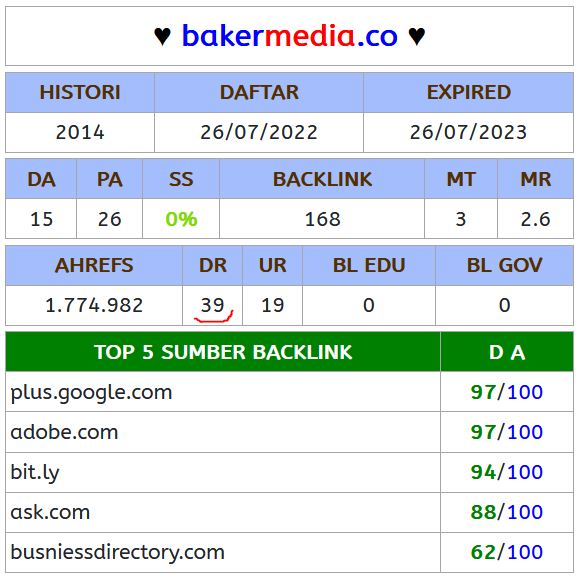 ♥ bakermedia.co ♥
HISTORI DAFTAR EXPIRED
2014 26/07/2022 26/07/2023
DA PA SS BACKLINK MT MR
15 26 0% 168 3 2.6
AHREFS DR UR BL EDU BL GOV
1.774.982 39 19 0 0
TOP 5 SUMBER BACKLINK D A
plus.google.com 97/100
adobe.com 97/100
bit.ly 94/100
ask.com 88/100
busniessdirectory.com 62/100